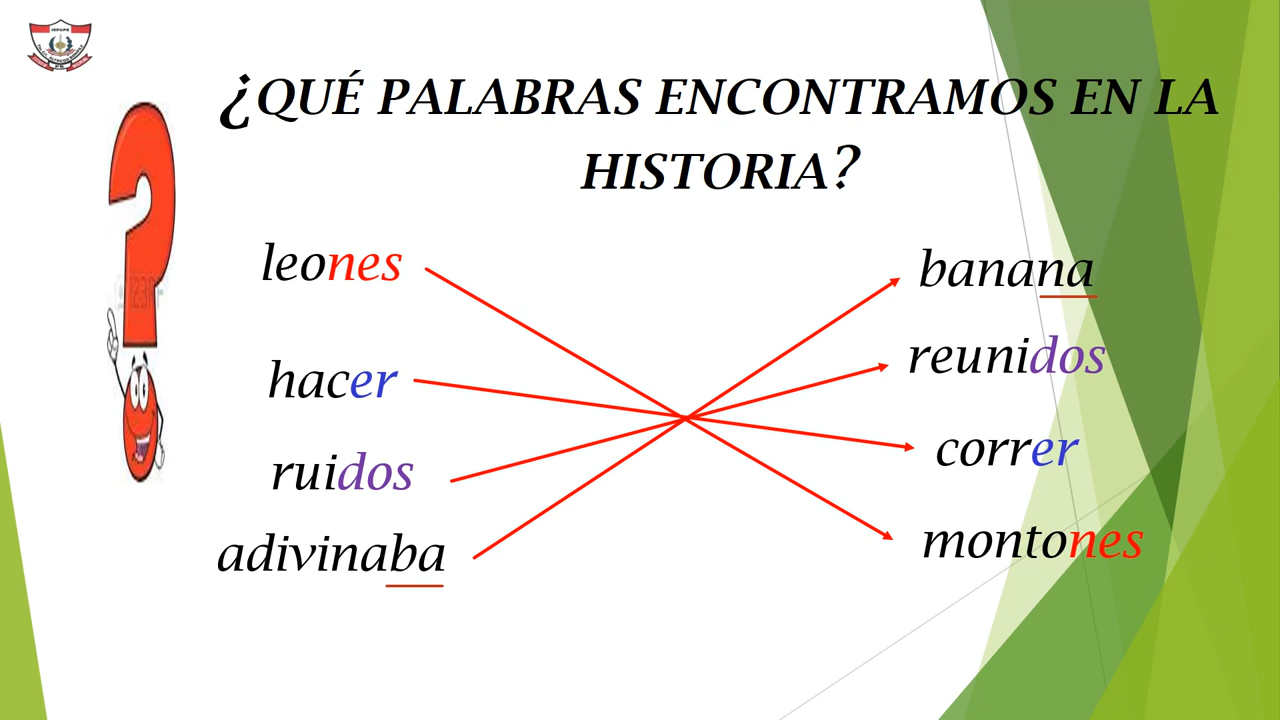 ¿QUÉ PALABRAS ENCONTRAMOS EN LA
HISTORIA?
leones
hacer
ruidos
adivinaba
banana
reunidos
correr
montones